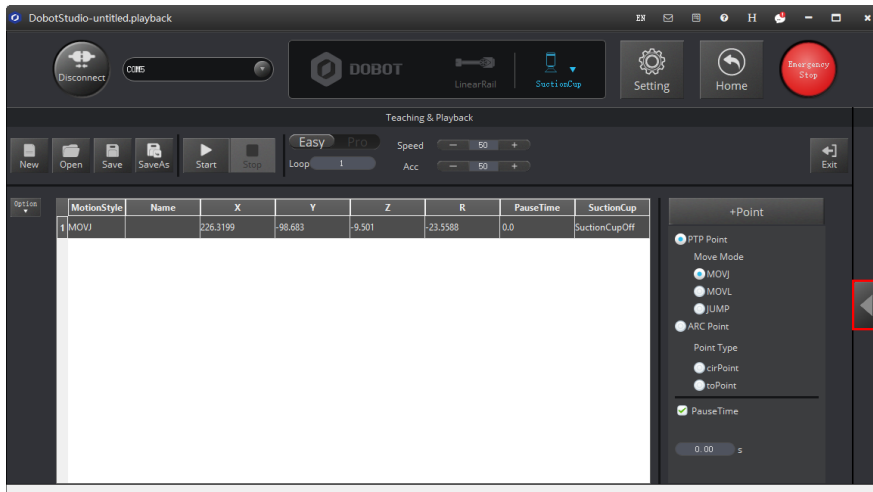 DobotStudio-untitled.playback EN H
Disconnect COM5 DOBOT LinearRail SuctionCup Setting Home Emergency Stop
Teaching & Playback
New Open Save SaveAs Start Stop Easy Pro Speed 50 Exit
Loop 1 Acc 50
Option MotionStyle Name X Y Z R PauseTime SuctionCup +Point
1 MOVJ 226.3199 -98.683 -9.501 -23.5588 0.0 SuctionCupOff
PTP Point
Move Mode
MOVJ
MOVL
JUMP
ARC Point
Point Type
cirPoint
toPoint
PauseTime
0.00 s